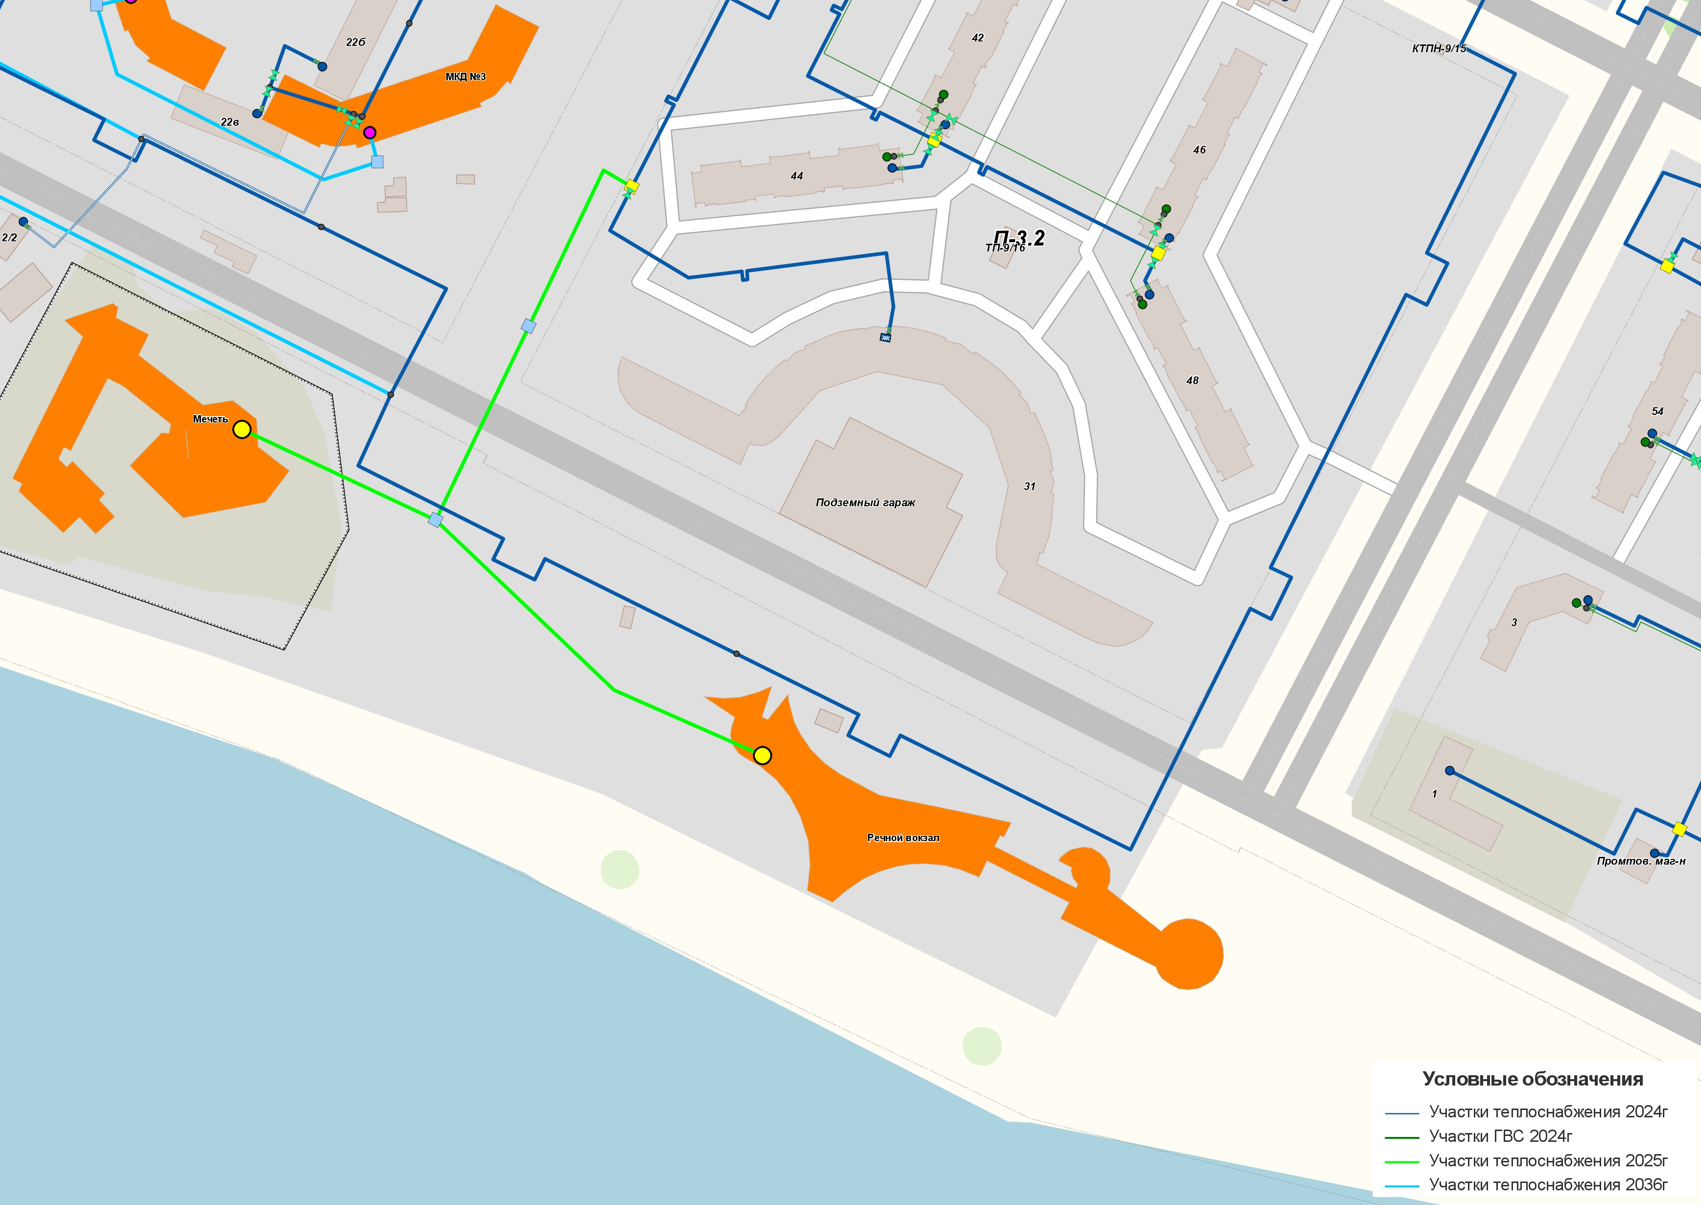 42
22б
КТПН-9/15
МКД №3
22в
46
44
2/2
П-3.2
ТП-9/16
48
54
Мечеть
31
Подземный гараж
3
1
Речной вокзал
Промтов. маг-н
Условные обозначения
Участки теплоснабжения 2024г
Участки ГВС 2024г
Участки теплоснабжения 2025г
Участки теплоснабжения 2036г
Ж